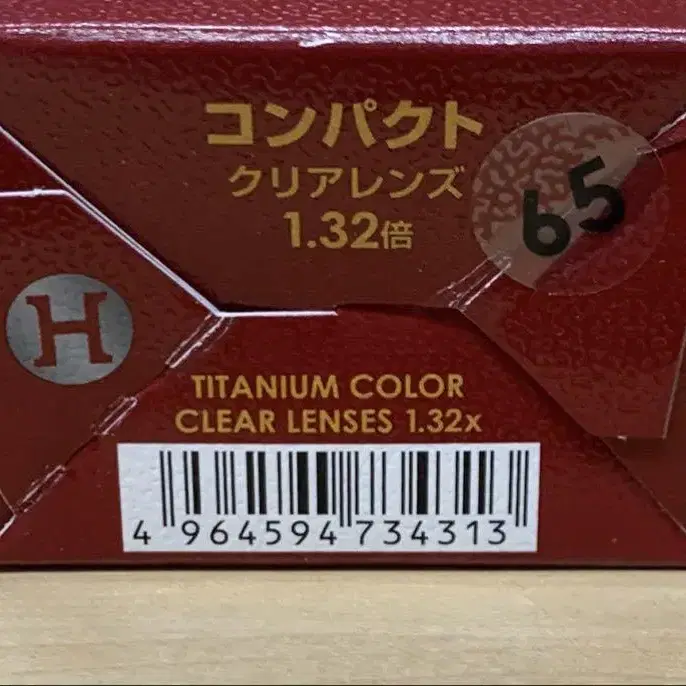 コンパクト
クリアレンズ
1.32倍
65
H
TITANIUM COLOR
CLEAR LENSES 1.32x
4 964594 734313